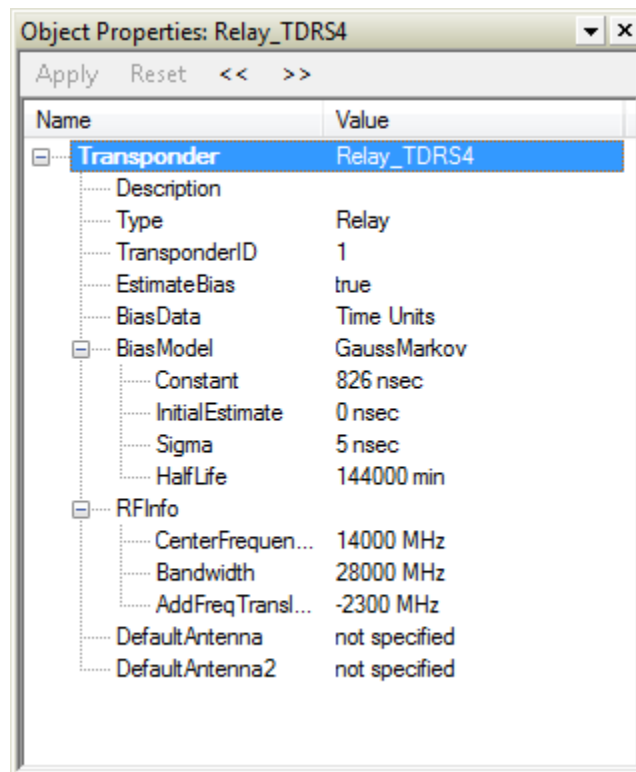 Object Properties: Relay_TDRS4
Apply Reset << >>
Name Value
Transponder Relay_TDRS4
Description
Type Relay
TransponderID 1
EstimateBias true
BiasData Time Units
BiasModel GaussMarkov
Constant 826 nsec
InitialEstimate 0 nsec
Sigma 5 nsec
HalfLife 144000 min
RFInfo
CenterFrequen... 14000 MHz
Bandwidth 28000 MHz
AddFreqTransl... -2300 MHz
DefaultAntenna not specified
DefaultAntenna2 not specified